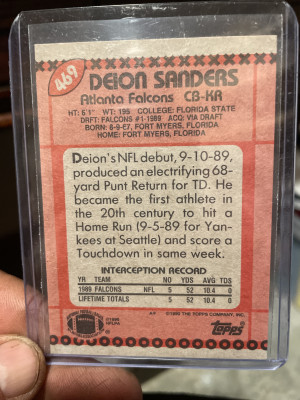 469
DEION SANDERS
Atlanta Falcons CB-KR
HT: 6'1" WT: 195 COLLEGE: FLORIDA STATE
DRFT: FALCONS #1-1989 ACQ: VIA DRAFT
BORN: 8-9-67, FORT MYERS, FLORIDA
HOME: FORT MYERS, FLORIDA
Deion's NFL debut, 9-10-89,
produced an electrifying 68-
yard Punt Return for TD. He
became the first athlete in
the 20th century to hit a
Home Run (9-5-89 for Yan-
kees at Seattle) and score a
Touchdown in same week.
INTERCEPTION RECORD
YR TEAM NO YDS AVG TDS
1989 FALCONS NFL 5 52 10.4 0
LIFETIME TOTALS 5 52 10.4 0
©1989
NFLPA
© 1990 THE TOPPS COMPANY, INC.
Topps